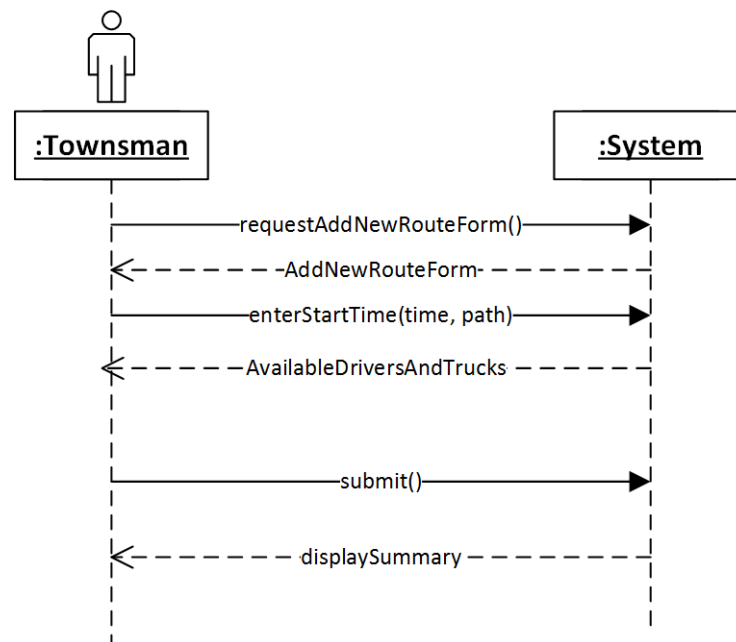 :Townsman
:System
requestAddNewRouteForm()
AddNewRouteForm
enterStartTime(time, path)
AvailableDriversAndTrucks
submit()
displaySummary